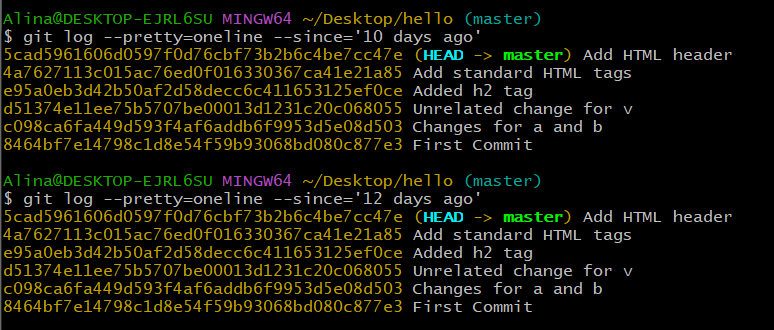 Alina@DESKTOP-EJRL6SU MINGW64 ~/Desktop/hello (master)
$ git log --pretty=oneline --since='10 days ago'
5cad5961606d0597f0d76cbf73b2b6c4be7cc47e (HEAD -> master) Add HTML header
4a7627113c015ac76ed0f016330367ca41e21a85 Add standard HTML tags
e95a0eb3d42b50af2d58decc6c411653125ef0ce Added h2 tag
d51374e11ee75b5707be00013d1231c20c068055 Unrelated change for v
c098ca6fa449d593f4af6addb6f9953d5e08d503 Changes for a and b
8464bf7e14798c1d8e54f59b93068bd080c877e3 First Commit
Alina@DESKTOP-EJRL6SU MINGW64 ~/Desktop/hello (master)
$ git log --pretty=oneline --since='12 days ago'
5cad5961606d0597f0d76cbf73b2b6c4be7cc47e (HEAD -> master) Add HTML header
4a7627113c015ac76ed0f016330367ca41e21a85 Add standard HTML tags
e95a0eb3d42b50af2d58decc6c411653125ef0ce Added h2 tag
d51374e11ee75b5707be00013d1231c20c068055 Unrelated change for v
c098ca6fa449d593f4af6addb6f9953d5e08d503 Changes for a and b
8464bf7e14798c1d8e54f59b93068bd080c877e3 First Commit